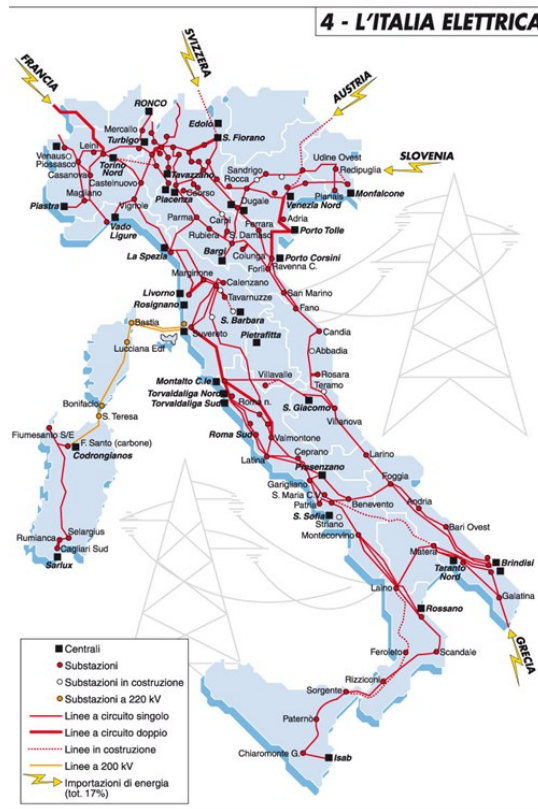 4 - L'ITALIA ELETTRICA
SVIZZERA
FRANCIA
AUSTRIA
SLOVENIA
RONCO
Mercallo
Turbigo
Edolo
S. Fiorano
Leinì
Venaus
Piossasco
Torino
Nord
Tavazzano
Casanova
Castelnuovo
Magliano
Piastra
Vignole
Piacenza
Caorso
Sandrigo
Rocca
Udine Ovest
Redipuglia
Planais
Monfalcone
Dugale
Venezia Nord
Adria
Porto Tolle
Parma
Carpi
Ferrara
Rubiera
S. Damaso
Vado
Ligure
La Spezia
Bargi
Colunga
Porto Corsini
Forlì
Ravenna C.
Marginone
Calenzano
San Marino
Livorno
Tavarnuzze
Fano
Rosignano
S. Barbara
Bastia
Suvereto
Pietrafitta
Candia
Lucciana Edf
Abbadia
Villavalle
Rosara
Teramo
Montalto C.le
Torvaldaliga Nord
Torvaldaliga Sud
Roma n.
S. Giacomo
Bonifacio
S. Teresa
Villanova
Fiumesanto S/E
F. Santo (carbone)
Codrongianos
Roma Sud
Valmontone
Latina
Ceprano
Larino
Presenzano
Garigliano
Foggia
S. Maria C.V.
Patria
Benevento
Andria
S. Sofia
Striano
Bari Ovest
Montecorvino
Selargius
Rumianca
Cagliari Sud
Sarlux
Matera
Taranto
Nord
Brindisi
Laino
Galatina
Rossano
GRECIA
Feroleto
Scandale
Rizziconi
Sorgente
Paternò
Chiaromonte G.
Isab
Centrali
Substazioni
Substazioni in costruzione
Substazioni a 220 kV
Linee a circuito singolo
Linee a circuito doppio
Linee in costruzione
Linee a 200 kV
Importazioni di energia
(tot. 17%)